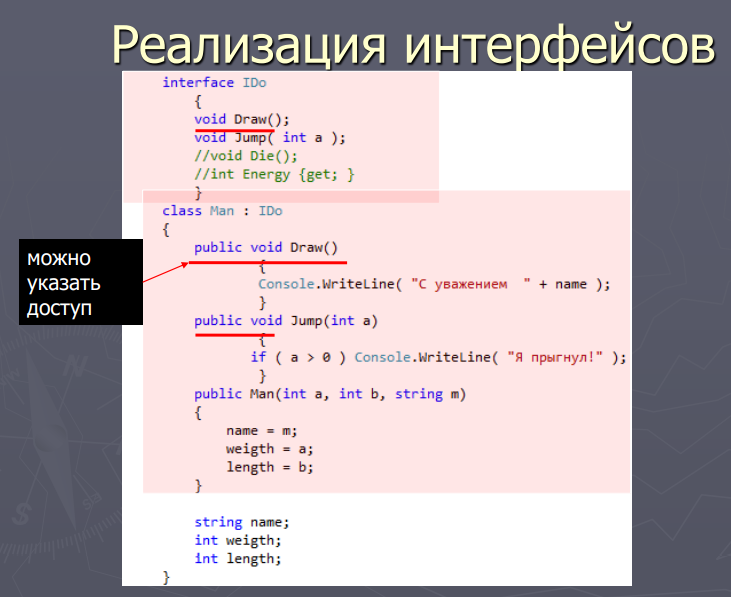 Реализация интерфейсов
interface IDo
{
void Draw();
void Jump( int a );
//void Die();
//int Energy {get; }
}
class Man : IDo
{
public void Draw()
{
Console.WriteLine( "С уважением  " + name );
}
public void Jump(int a)
{
if ( a > 0 ) Console.WriteLine( "Я прыгнул!" );
}
public Man(int a, int b, string m)
{
name = m;
weigth = a;
length = b;
}
string name;
int weigth;
int length;
}
можно
указать
доступ
N
S